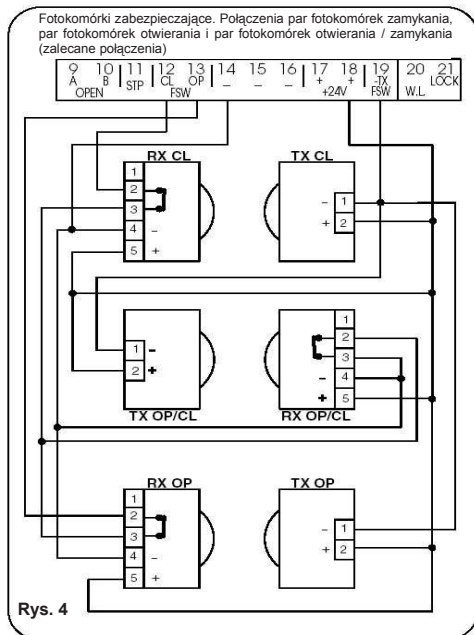 Fotokomórki zabezpieczające. Połączenia par fotokomórek zamykania,
par fotokomórek otwierania i par fotokomórek otwierania / zamykania
(zalecane połączenia)
9 10 11 12 13 14 15 16 17 18 19 20 21
A B STP CL OP – – – + + -TX LOCK
OPEN FSW +24V FSW W.L.
RX CL TX CL
1
2
3
4 -
5 +
- 1
+ 2
1 -
2 +
1
2
3
- 4
+ 5
TX OP/CL RX OP/CL
RX OP TX OP
1
2
3
4 -
5 +
- 1
+ 2
Rys. 4